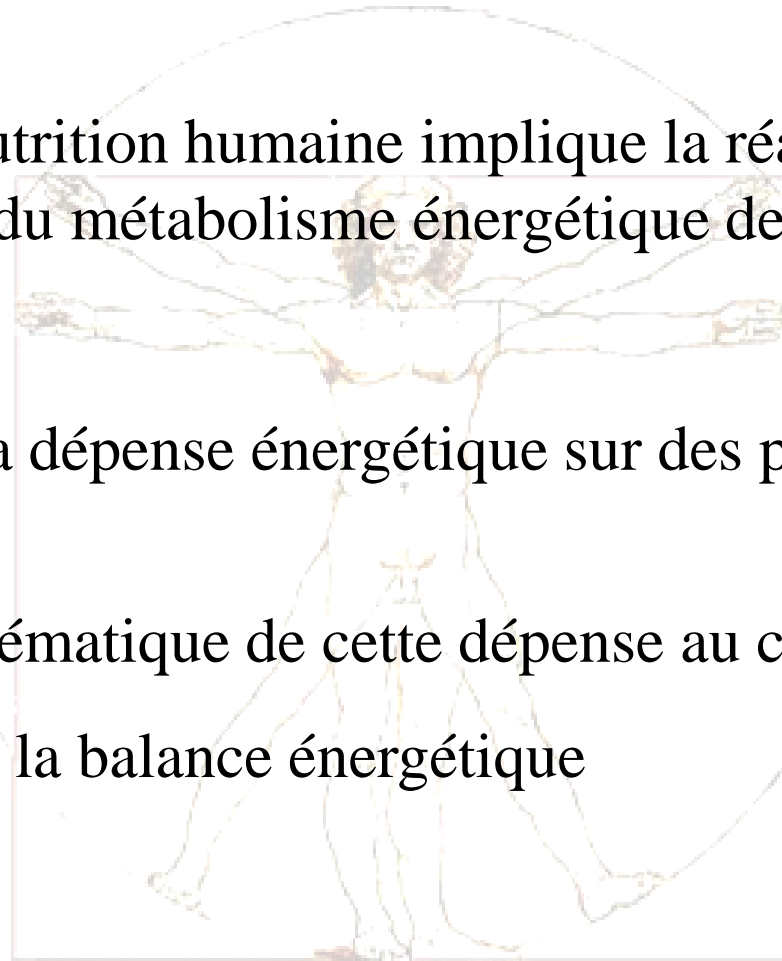 utrition humaine implique la réa
du métabolisme énergétique de
a dépense énergétique sur des p
ématique de cette dépense au c
la balance énergétique